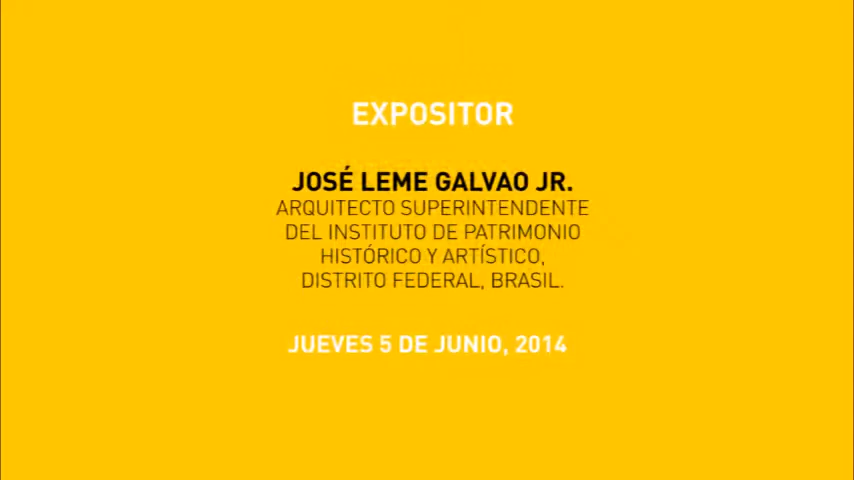 EXPOSITOR
JOSÉ LEME GALVAO JR.
ARQUITECTO SUPERINTENDENTE
DEL INSTITUTO DE PATRIMONIO
HISTÓRICO Y ARTÍSTICO,
DISTRITO FEDERAL, BRASIL.
JUEVES 5 DE JUNIO, 2014